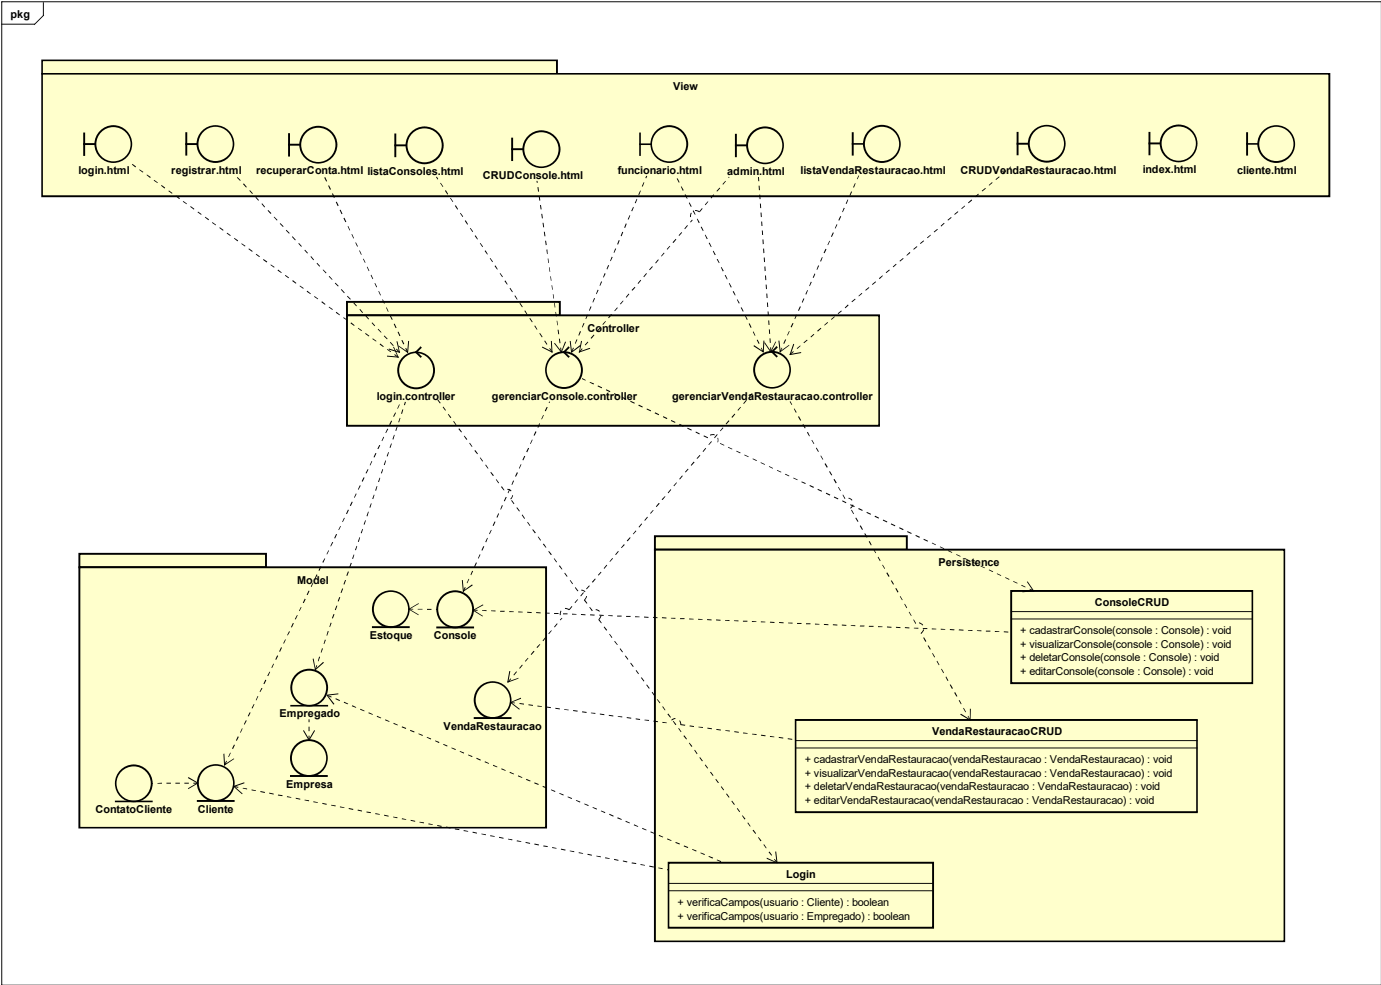 pkg
View
login.html
registrar.html
recuperarConta.html
listaConsoles.html
CRUDConsole.html
funcionario.html
admin.html
listaVendaRestauracao.html
CRUDVendaRestauracao.html
index.html
cliente.html
Controller
login.controller
gerenciarConsole.controller
gerenciarVendaRestauracao.controller
Model
Estoque
Console
Empregado
VendaRestauracao
Empresa
ContatoCliente
Cliente
Persistence
ConsoleCRUD
+ cadastrarConsole(console : Console) : void
+ visualizarConsole(console : Console) : void
+ deletarConsole(console : Console) : void
+ editarConsole(console : Console) : void
VendaRestauracaoCRUD
+ cadastrarVendaRestauracao(vendaRestauracao : VendaRestauracao) : void
+ visualizarVendaRestauracao(vendaRestauracao : VendaRestauracao) : void
+ deletarVendaRestauracao(vendaRestauracao : VendaRestauracao) : void
+ editarVendaRestauracao(vendaRestauracao : VendaRestauracao) : void
Login
+ verificaCampos(usuario : Cliente) : boolean
+ verificaCampos(usuario : Empregado) : boolean